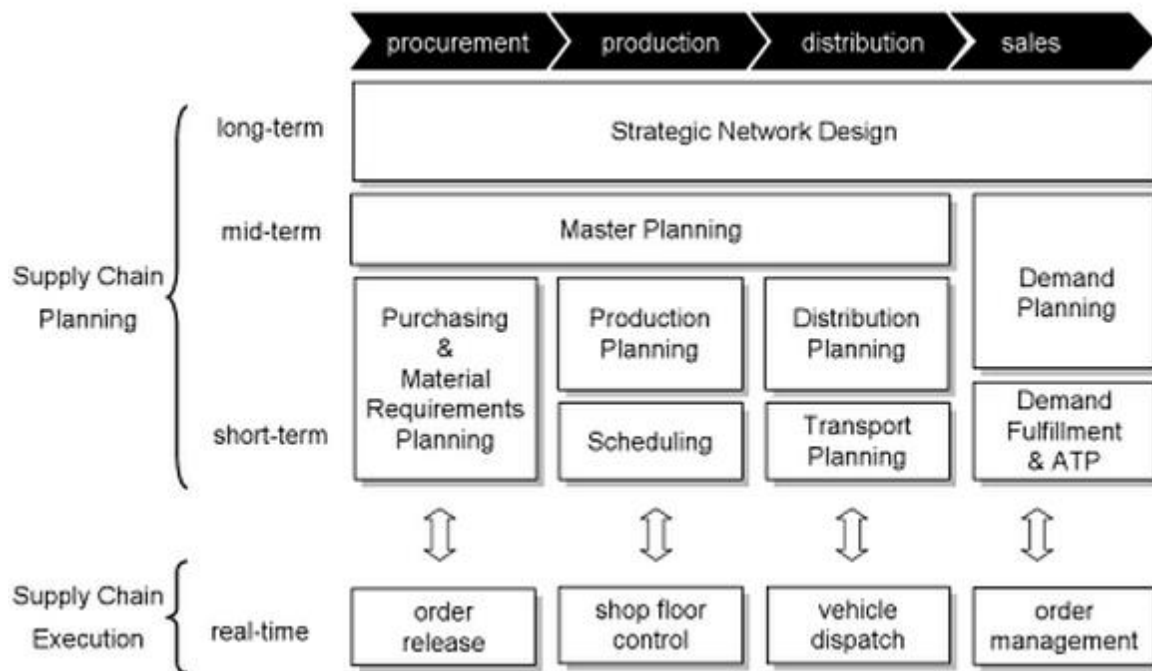 procurement
production
distribution
sales
long-term
Strategic Network Design
mid-term
Master Planning
Supply Chain
Planning
Purchasing
&
Material
Requirements
Planning
Production
Planning
Distribution
Planning
Demand
Planning
short-term
Scheduling
Transport
Planning
Demand
Fulfillment
& ATP
Supply Chain
Execution
real-time
order
release
shop floor
control
vehicle
dispatch
order
management